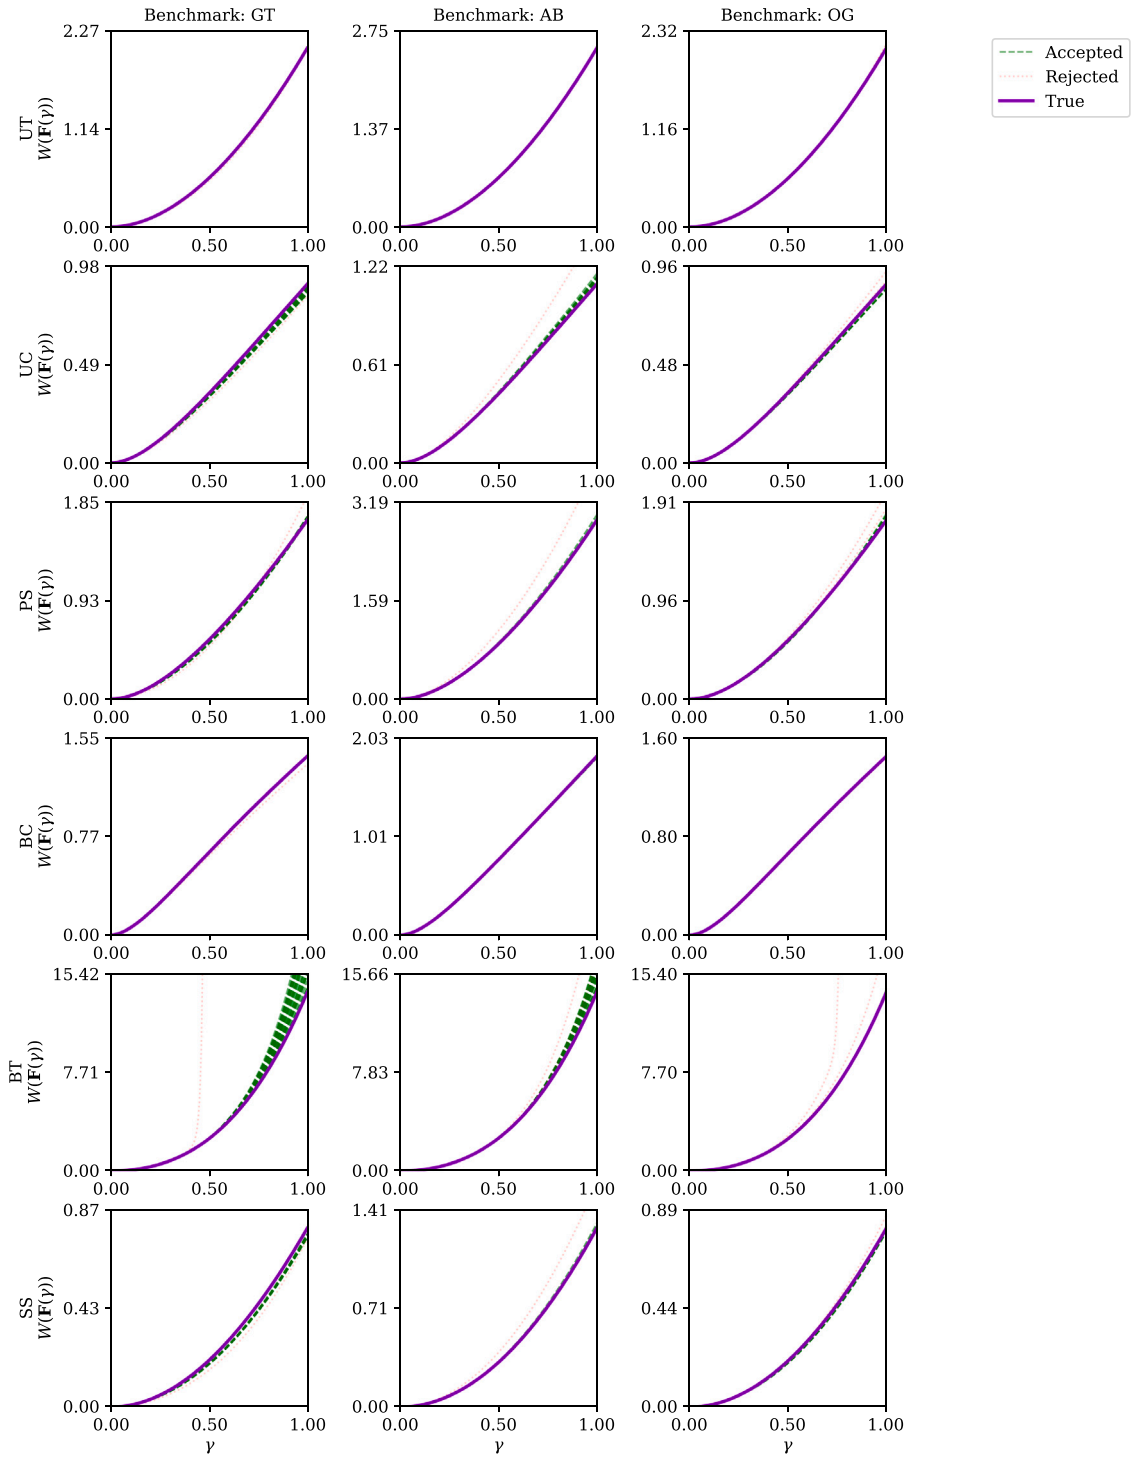 Benchmark: GT Benchmark: AB Benchmark: OG
Accepted
Rejected
True
UT
W(F(γ))
2.27
1.14
0.00
0.00 0.50 1.00
2.75
1.37
0.00
0.00 0.50 1.00
2.32
1.16
0.00
0.00 0.50 1.00
UC
W(F(γ))
0.98
0.49
0.00
0.00 0.50 1.00
1.22
0.61
0.00
0.00 0.50 1.00
0.96
0.48
0.00
0.00 0.50 1.00
PS
W(F(γ))
1.85
0.93
0.00
0.00 0.50 1.00
3.19
1.59
0.00
0.00 0.50 1.00
1.91
0.96
0.00
0.00 0.50 1.00
BC
W(F(γ))
1.55
0.77
0.00
0.00 0.50 1.00
2.03
1.01
0.00
0.00 0.50 1.00
1.60
0.80
0.00
0.00 0.50 1.00
BT
W(F(γ))
15.42
7.71
0.00
0.00 0.50 1.00
15.66
7.83
0.00
0.00 0.50 1.00
15.40
7.70
0.00
0.00 0.50 1.00
SS
W(F(γ))
0.87
0.43
0.00
0.00 0.50 1.00
γ
1.41
0.71
0.00
0.00 0.50 1.00
γ
0.89
0.44
0.00
0.00 0.50 1.00
γ